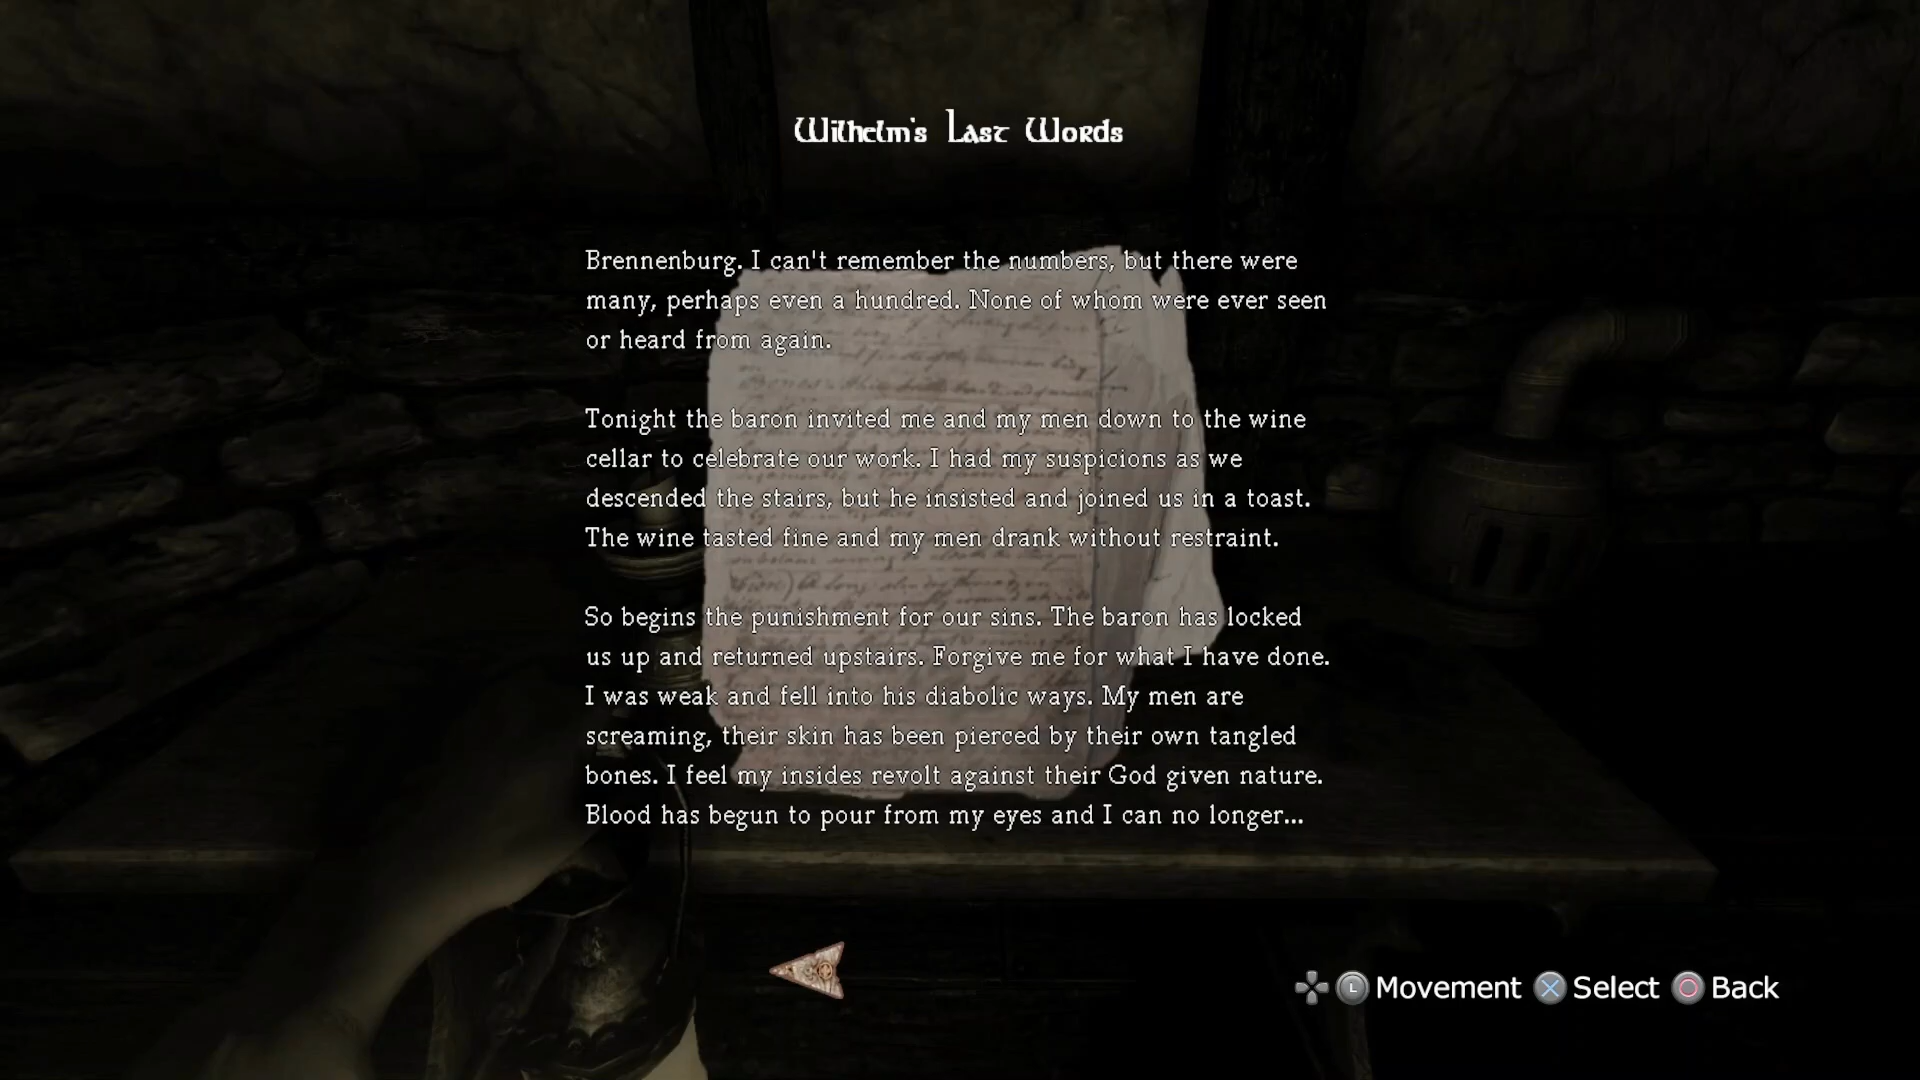 Wilhelm's Last Words
Brennenburg. I can't remember the numbers, but there were
many, perhaps even a hundred. None of whom were ever seen
or heard from again.
Tonight the baron invited me and my men down to the wine
cellar to celebrate our work. I had my suspicions as we
descended the stairs, but he insisted and joined us in a toast.
The wine tasted fine and my men drank without restraint.
So begins the punishment for our sins. The baron has locked
us up and returned upstairs. Forgive me for what I have done.
I was weak and fell into his diabolic ways. My men are
screaming, their skin has been pierced by their own tangled
bones. I feel my insides revolt against their God given nature.
Blood has begun to pour from my eyes and I can no longer...
L Movement Select Back